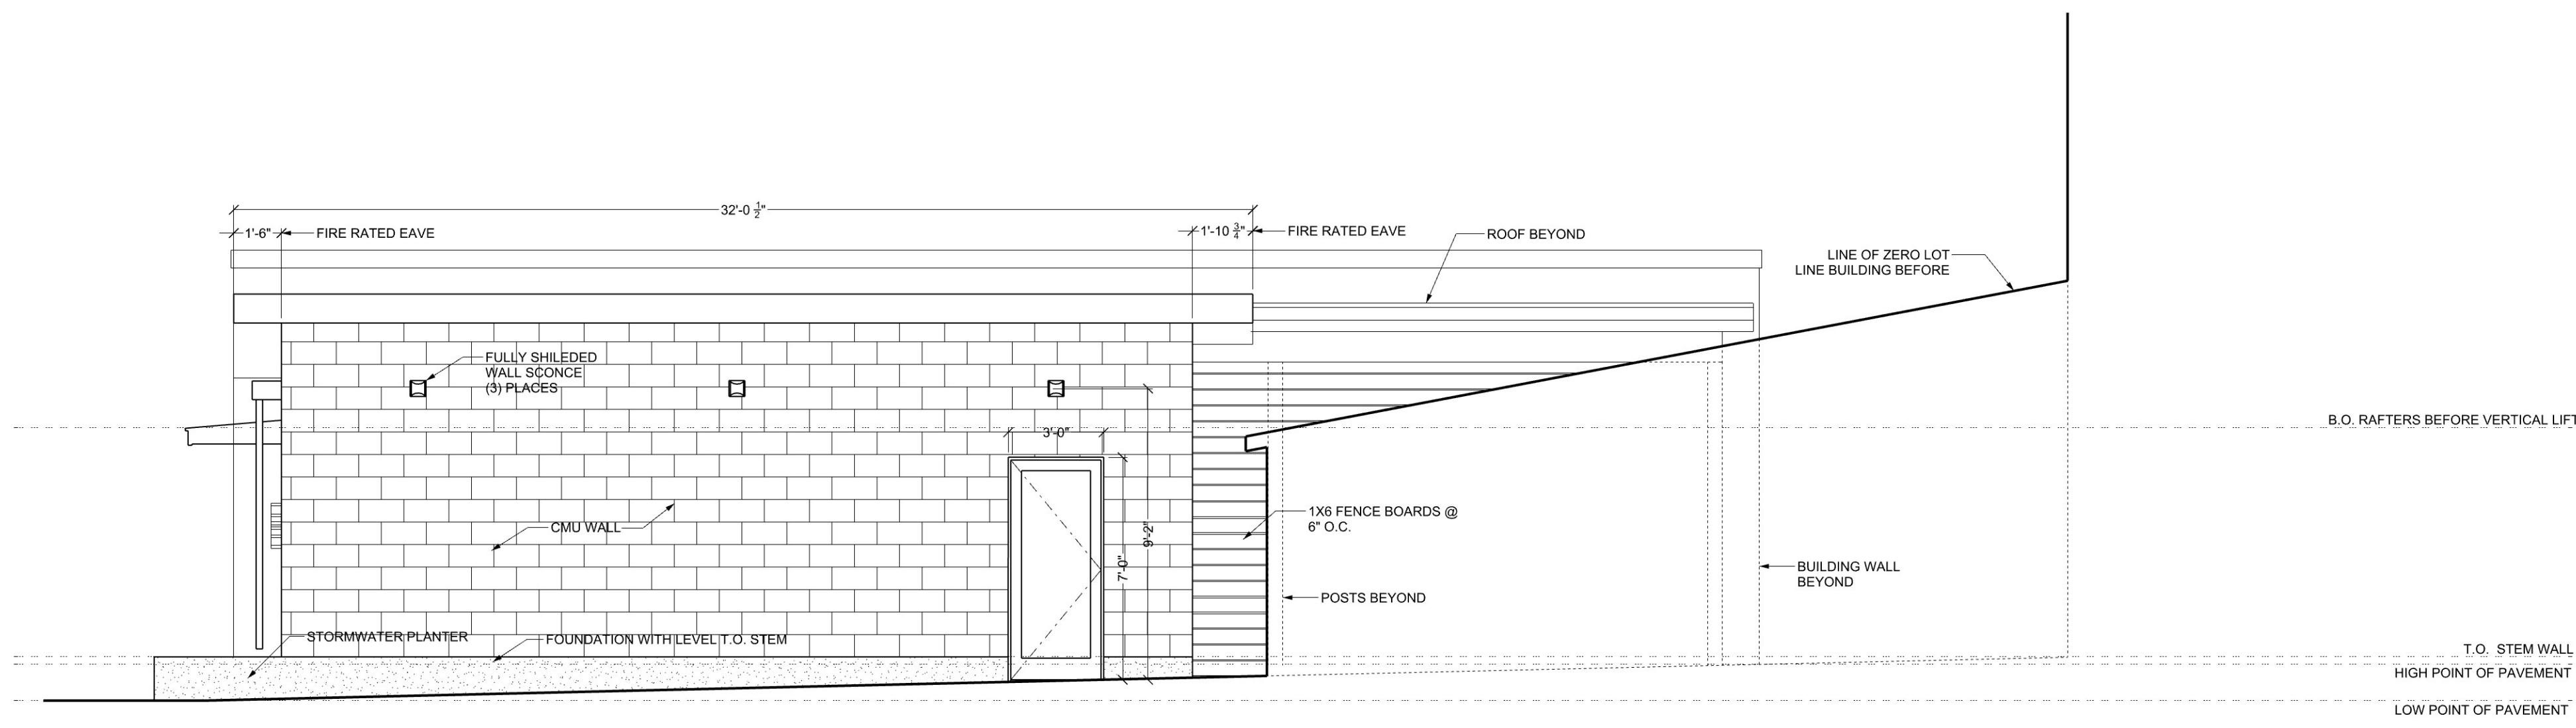 32'-0 1/2"
1'-6"
FIRE RATED EAVE
1'-10 3/4"
FIRE RATED EAVE
ROOF BEYOND
LINE OF ZERO LOT
LINE BUILDING BEFORE
FULLY SHILEDED
WALL SCONCE
(3) PLACES
B.O. RAFTERS BEFORE VERTICAL LIFT
3'-0"
CMU WALL
9'-2"
7'-0"
1X6 FENCE BOARDS @
6" O.C.
BUILDING WALL
BEYOND
POSTS BEYOND
STORMWATER PLANTER
FOUNDATION WITH LEVEL T.O. STEM
T.O. STEM WALL
HIGH POINT OF PAVEMENT
LOW POINT OF PAVEMENT